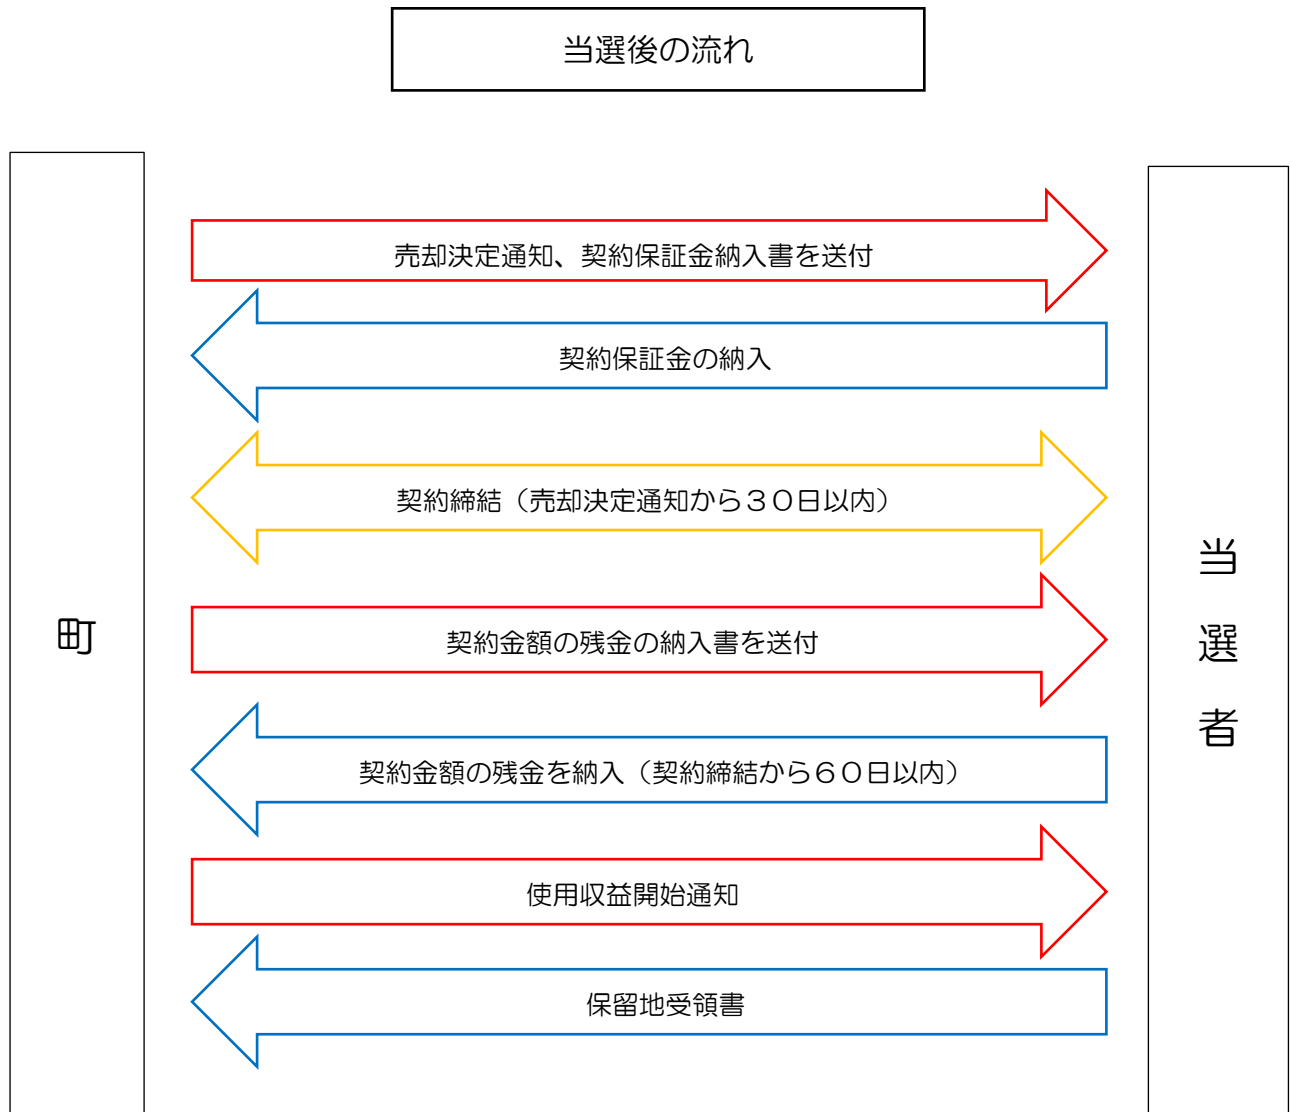 当選後の流れ
売却決定通知、契約保証金納入書を送付
契約保証金の納入
契約締結（売却決定通知から３０日以内）
契約金額の残金の納入書を送付
契約金額の残金を納入（契約締結から６０日以内）
使用収益開始通知
保留地受領書
町
当
選
者